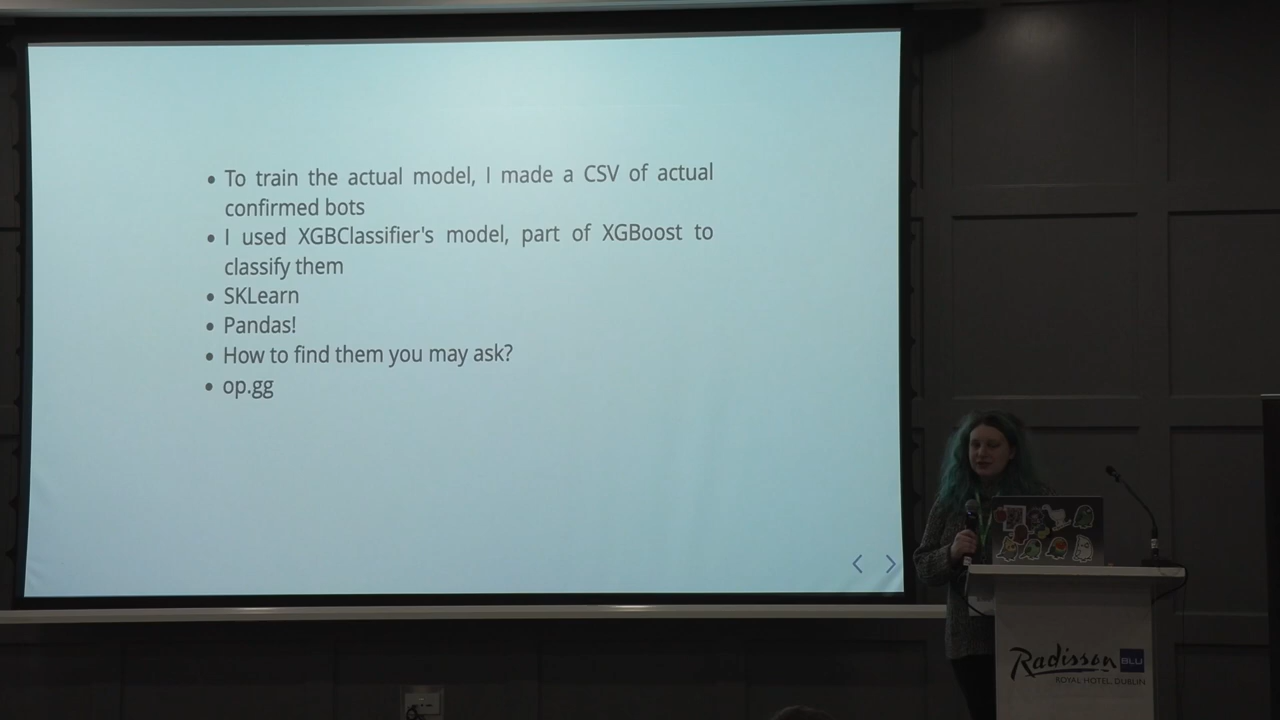 • To train the actual model, I made a CSV of actual
confirmed bots
• I used XGBClassifier's model, part of XGBoost to
classify them
• SKLearn
• Pandas!
• How to find them you may ask?
• op.gg
Radisson BLU
ROYAL HOTEL, DUBLIN